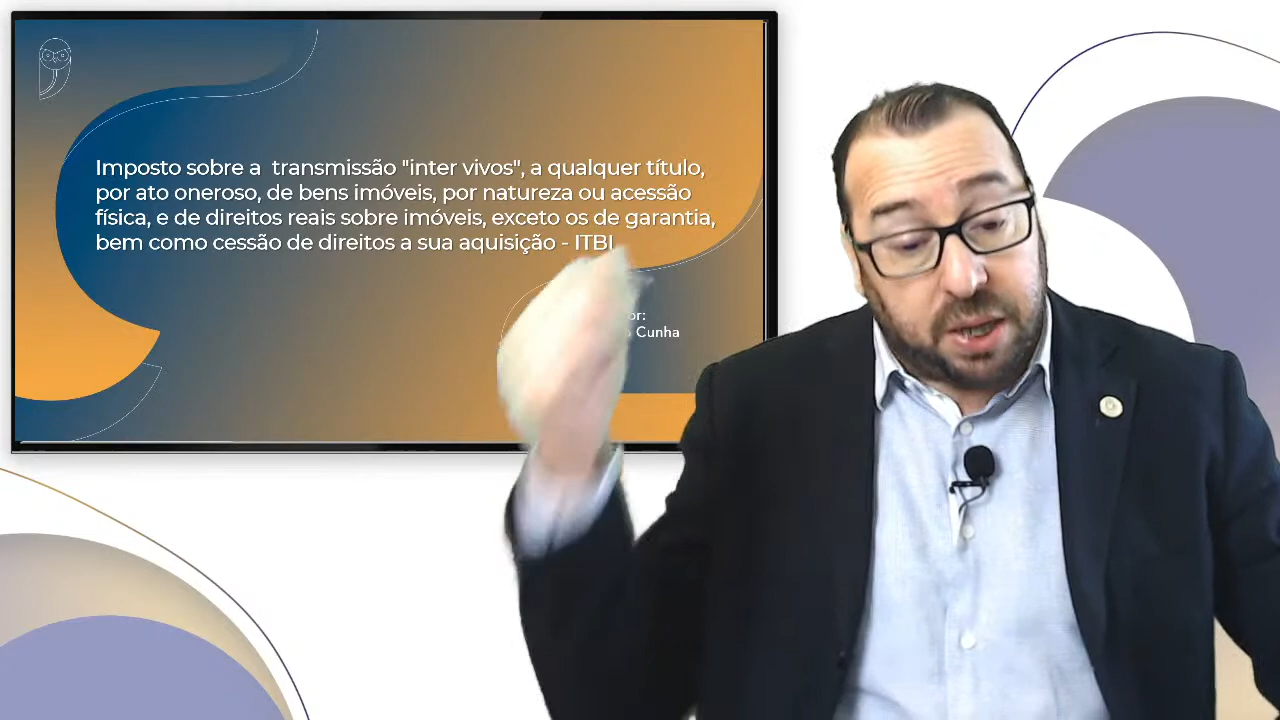 Imposto sobre a  transmissão "inter vivos", a qualquer título,
por ato oneroso, de bens imóveis, por natureza ou acessão
física, e de direitos reais sobre imóveis, exceto os de garantia,
bem como cessão de direitos a sua aquisição - ITBI
Cunha